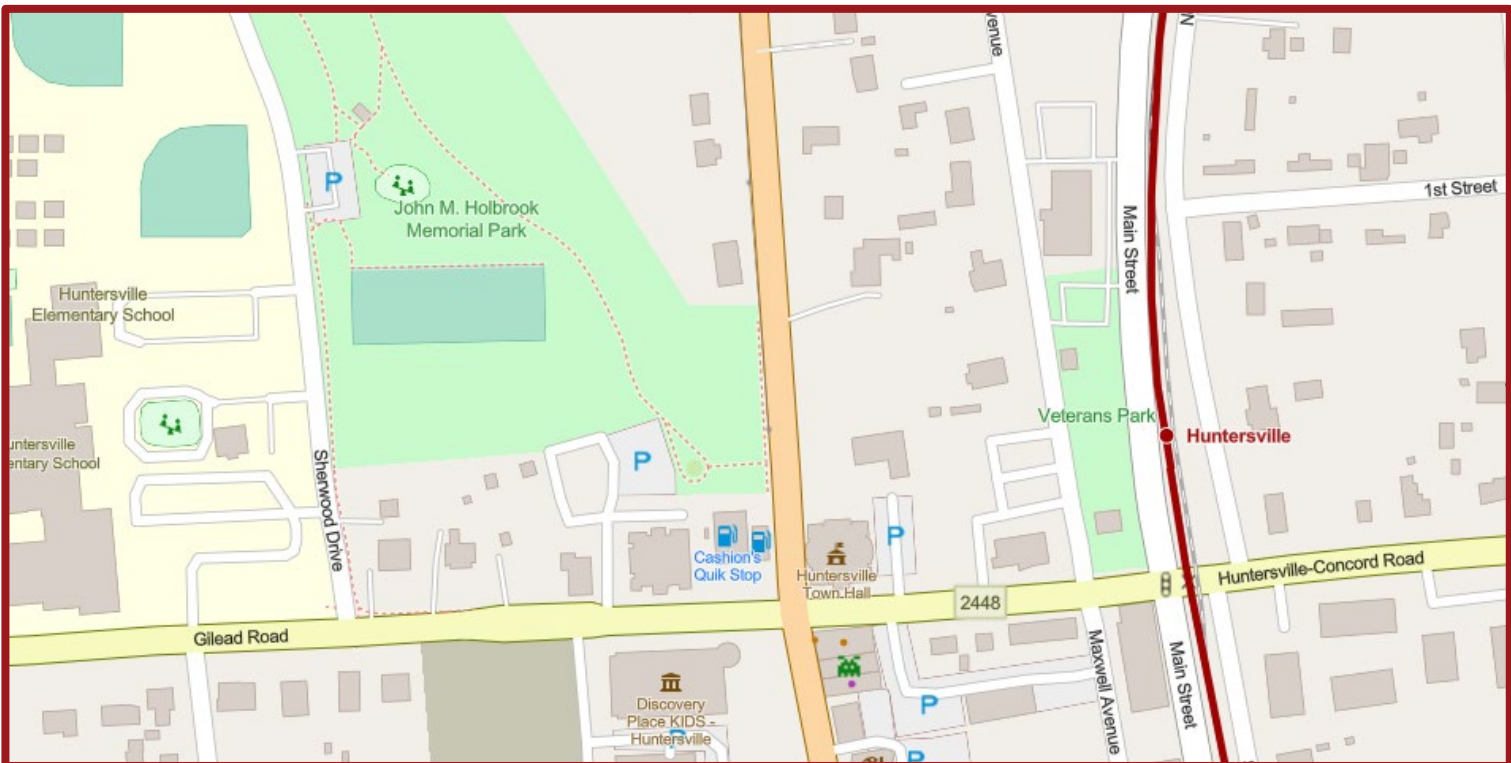 N
venue
P
1st Street
John M. Holbrook
Memorial Park
Main Street
Huntersville
Elementary School
Veterans Park
Huntersville
untersville
entary School
P
Sherwood Drive
P
Cashion's
Quik Stop
Huntersville
Town Hall
Huntersville-Concord Road
2448
Gilead Road
Maxwell Avenue
Main Street
Discovery
Place KIDS -
Huntersville
P
P
P